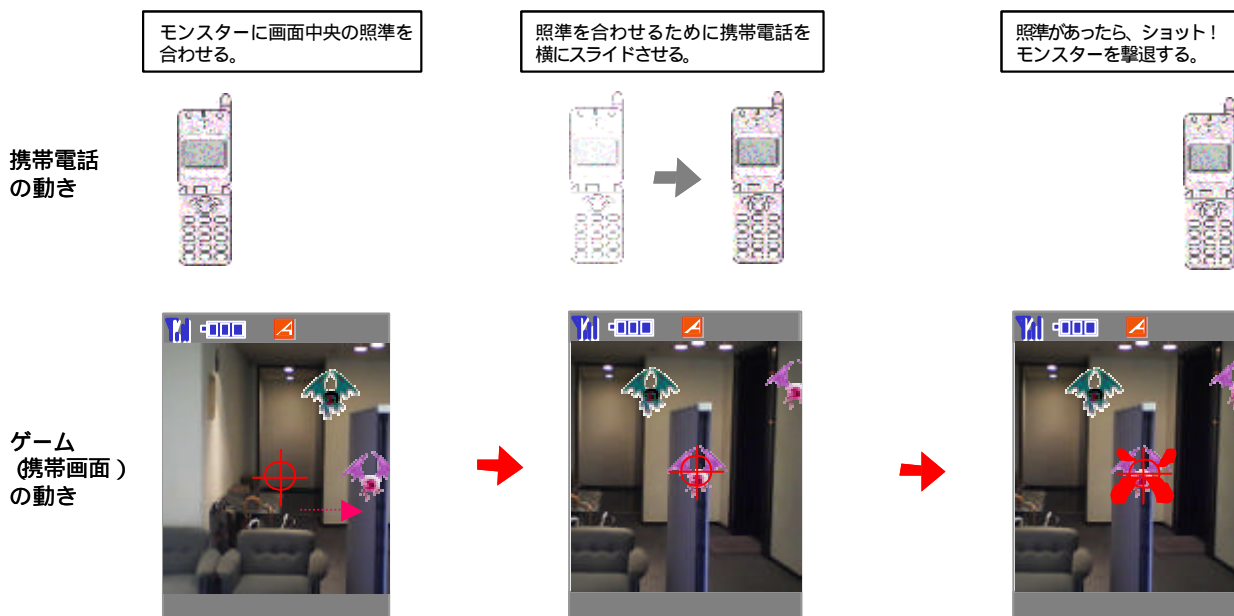 モンスターに画面中央の照準を
合わせる。
照準を合わせるために携帯電話を
横にスライドさせる。
照準があったら、ショット！
モンスターを撃退する。
携帯電話
の動き
ゲーム
（携帯画面）
の動き